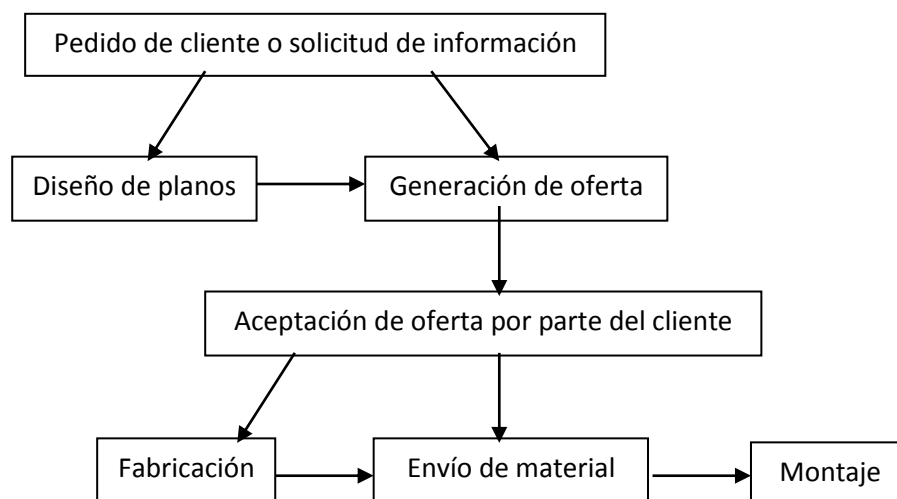 Pedido de cliente o solicitud de información
Diseño de planos
Generación de oferta
Aceptación de oferta por parte del cliente
Fabricación
Envío de material
Montaje